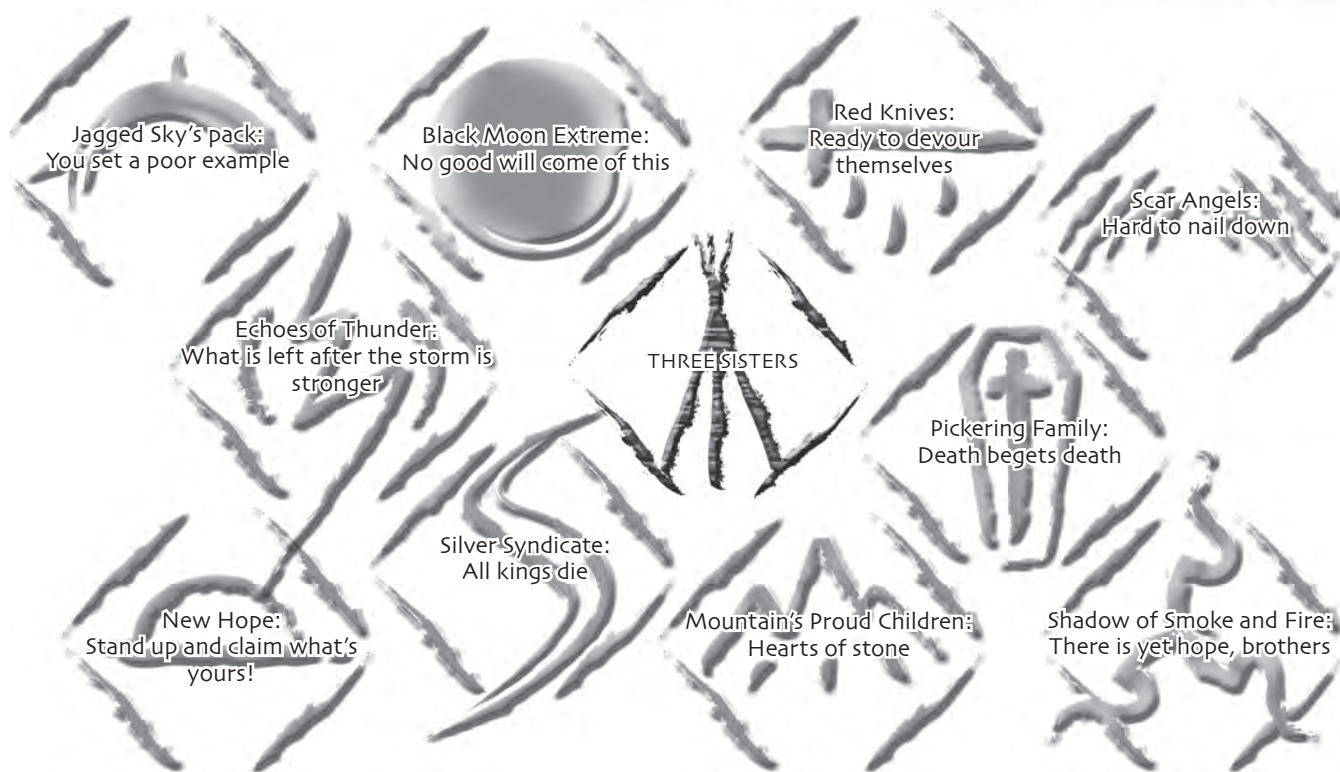 Jagged Sky's pack:
You set a poor example
Black Moon Extreme:
No good will come of this
Red Knives:
Ready to devour
themselves
Scar Angels:
Hard to nail down
Echoes of Thunder:
What is left after the storm is
stronger
THREE SISTERS
Pickering Family:
Death begets death
Silver Syndicate:
All kings die
New Hope:
Stand up and claim what's
yours!
Mountain's Proud Children:
Hearts of stone
Shadow of Smoke and Fire:
There is yet hope, brothers